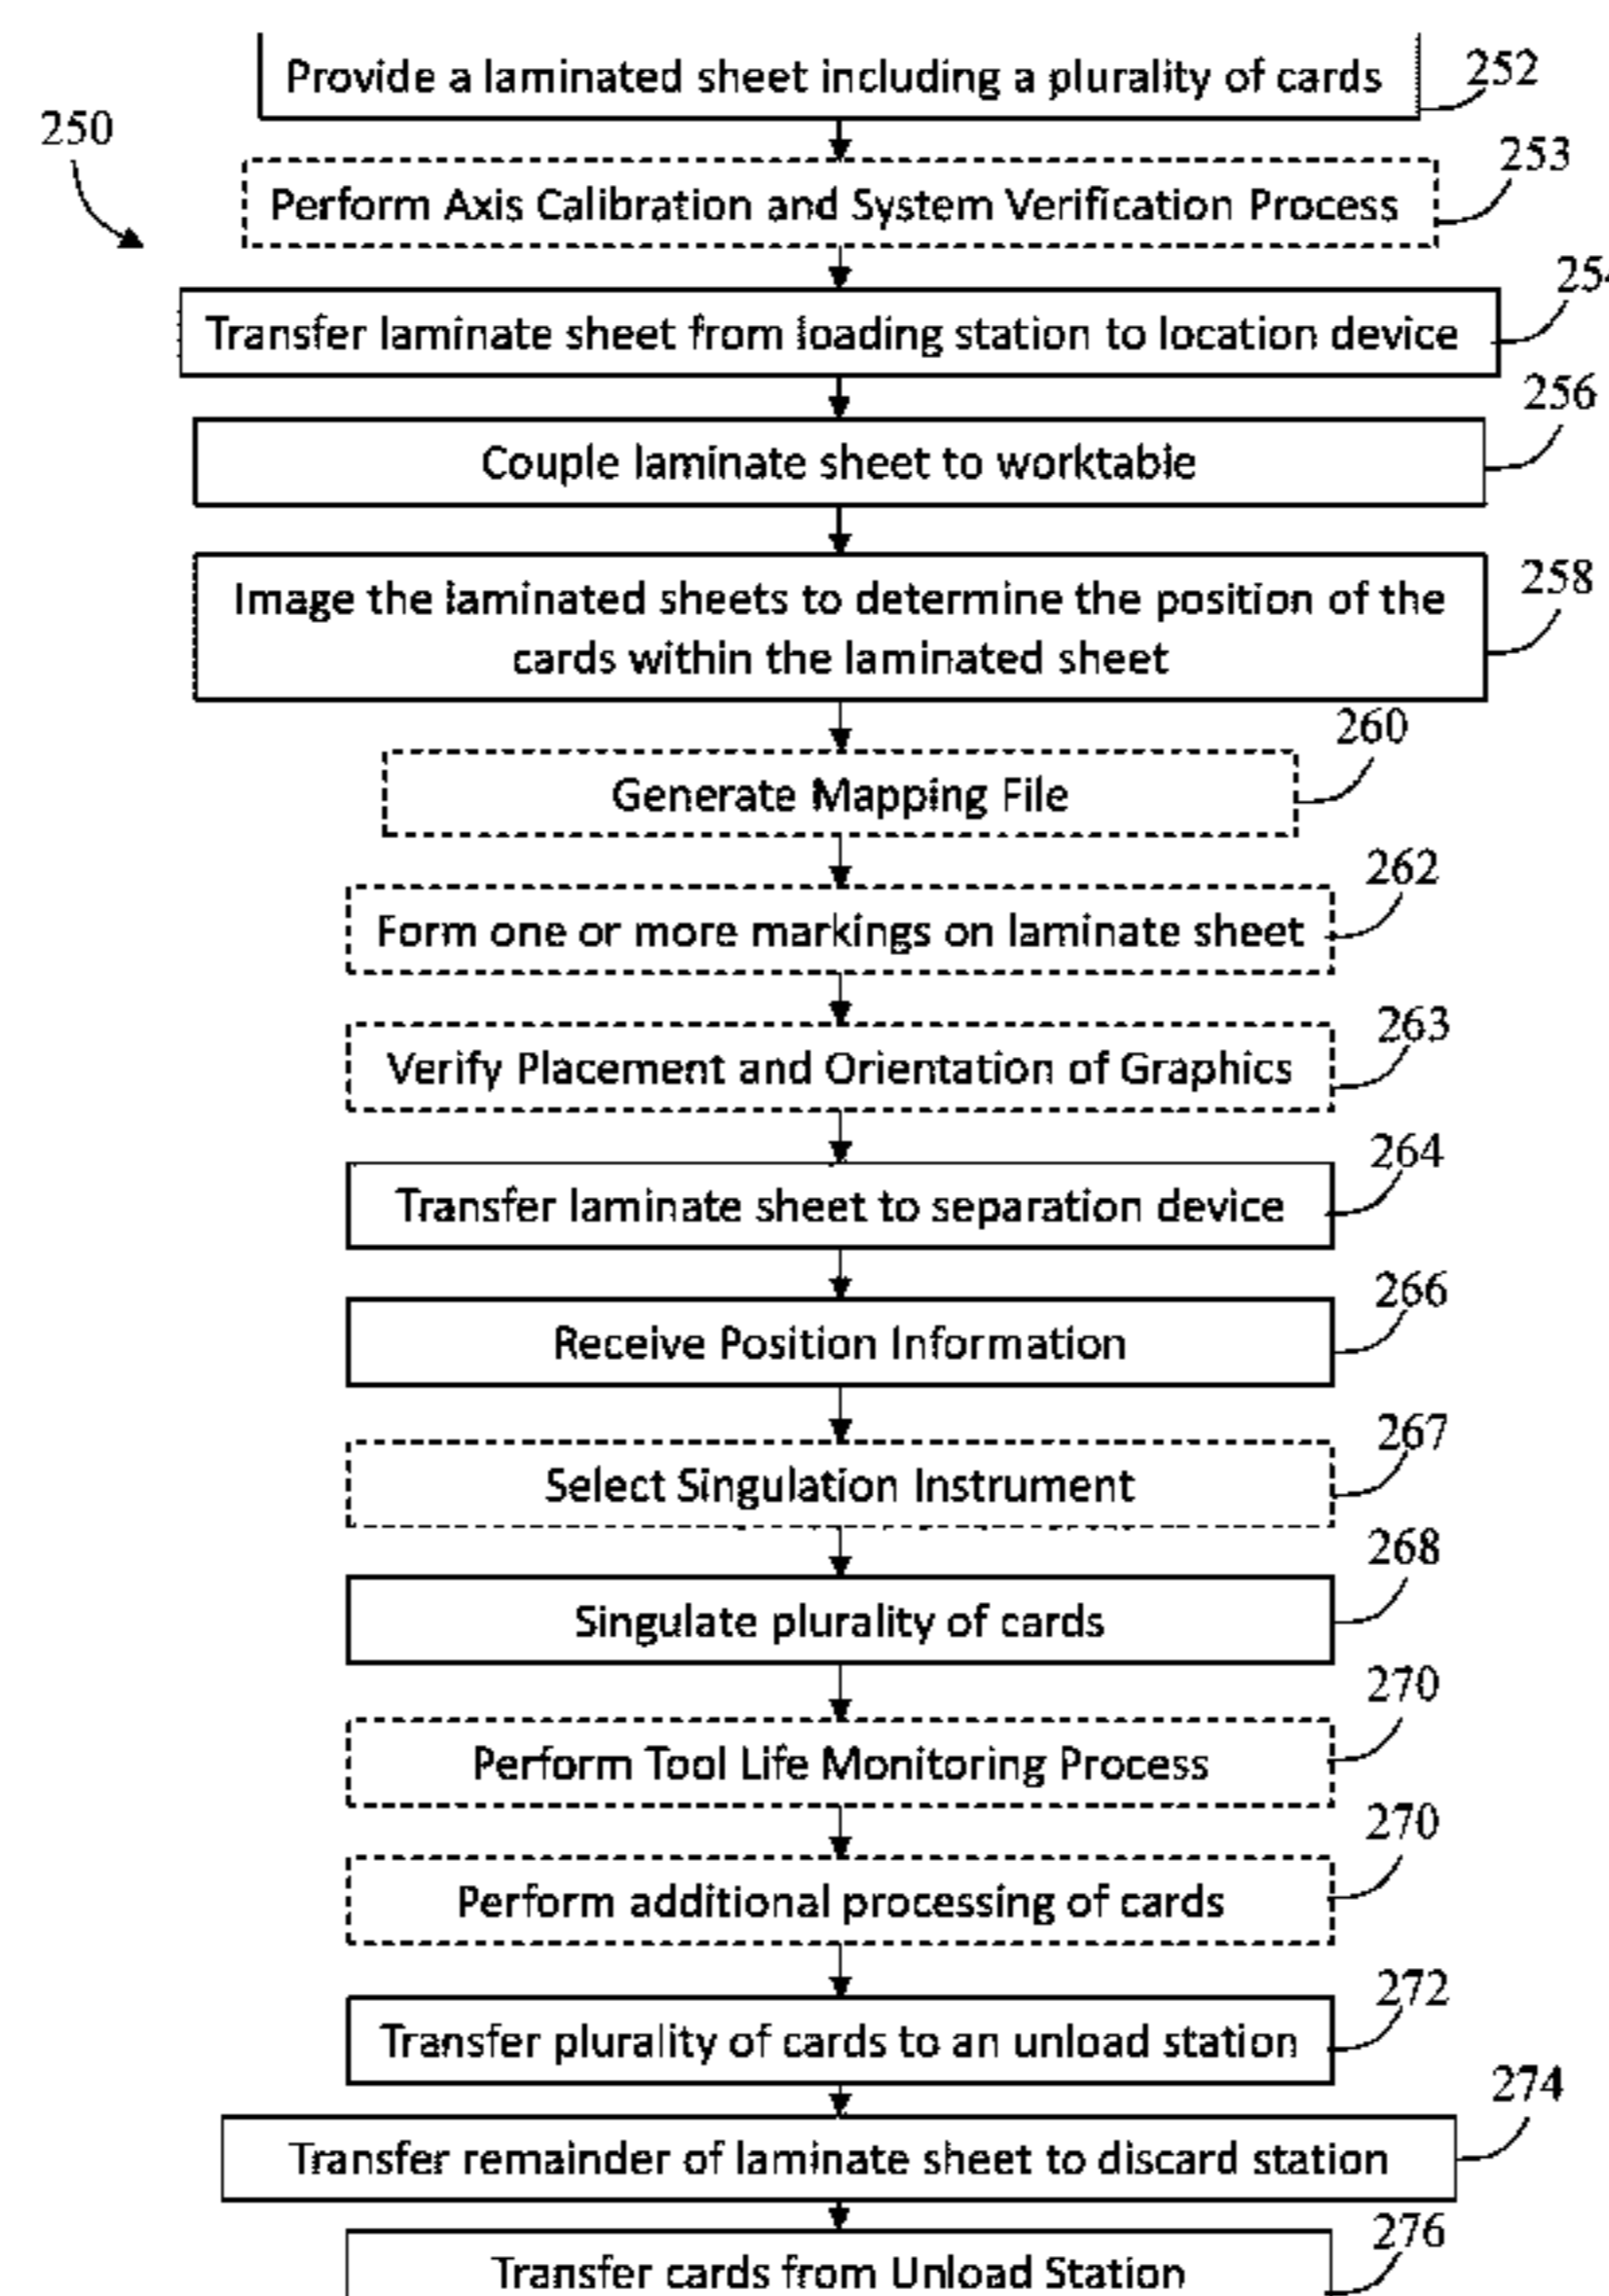 Provide a laminated sheet including a plurality of cards
252
250
Perform Axis Calibration and System Verification Process
253
Transfer laminate sheet from loading station to location device
254
Couple laminate sheet to worktable
256
Image the laminated sheets to determine the position of the
cards within the laminated sheet
258
Generate Mapping File
260
Form one or more markings on laminate sheet
262
Verify Placement and Orientation of Graphics
263
Transfer laminate sheet to separation device
264
Receive Position Information
266
Select Singulation Instrument
267
Singulate plurality of cards
268
Perform Tool Life Monitoring Process
270
Perform additional processing of cards
270
Transfer plurality of cards to an unload station
272
Transfer remainder of laminate sheet to discard station
274
Transfer cards from Unload Station
276